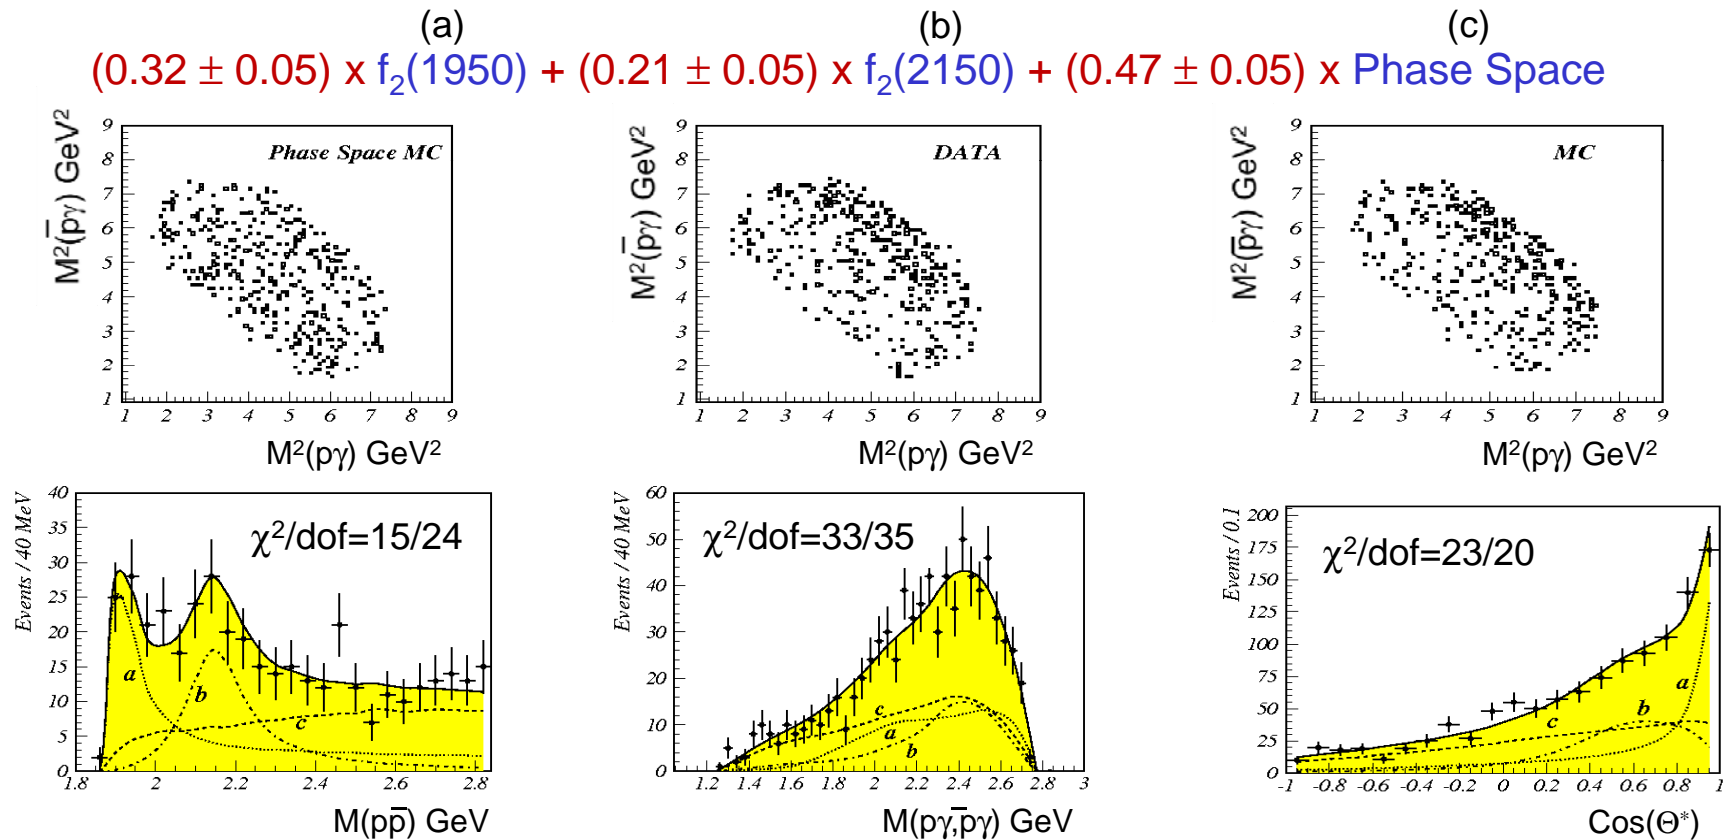 (a) (b) (c)
(0.32 ± 0.05) x f₂(1950) + (0.21 ± 0.05) x f₂(2150) + (0.47 ± 0.05) x Phase Space
M²(p̅γ) GeV²
9
8
7
6
5
4
3
2
1
Phase Space MC
1 2 3 4 5 6 7 8 9
M²(pγ) GeV²
M²(p̅γ) GeV²
9
8
7
6
5
4
3
2
1
DATA
1 2 3 4 5 6 7 8 9
M²(pγ) GeV²
M²(p̅γ) GeV²
9
8
7
6
5
4
3
2
1
MC
1 2 3 4 5 6 7 8 9
M²(pγ) GeV²
Events / 40 MeV
40
35
30
25
20
15
10
5
0
χ²/dof=15/24
a
b
c
1.8 2 2.2 2.4 2.6 2.8
M(pp̅) GeV
Events / 40 MeV
60
50
40
30
20
10
0
χ²/dof=33/35
c
a
b
1.2 1.4 1.6 1.8 2 2.2 2.4 2.6 2.8 3
M(pγ,p̅γ) GeV
Events / 0.1
200
175
150
125
100
75
50
25
0
χ²/dof=23/20
a
b
c
-1 -0.8 -0.6 -0.4 -0.2 0 0.2 0.4 0.6 0.8 1
Cos(Θ*)